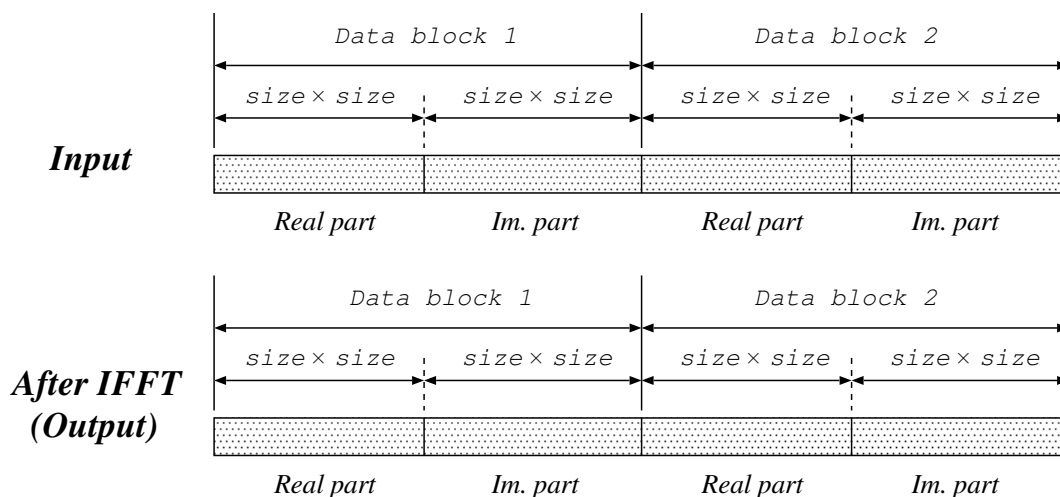 Data block 1 Data block 2
size × size size × size size × size size × size
Input
Real part Im. part Real part Im. part
Data block 1 Data block 2
size × size size × size size × size size × size
After IFFT
(Output)
Real part Im. part Real part Im. part